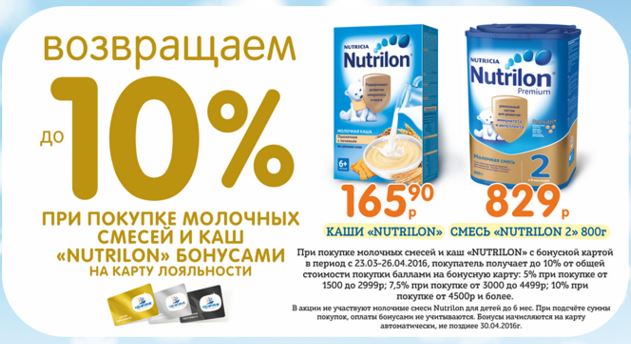 возвращаем
до 10%
ПРИ ПОКУПКЕ МОЛОЧНЫХ
СМЕСЕЙ И КАШ
«NUTRILON» БОНУСАМИ
НА КАРТУ ЛОЯЛЬНОСТИ
NUTRICIA
Nutrilon
МОЛОЧНАЯ КАША
6+
165 90 р
КАШИ «NUTRILON»
NUTRICIA
Nutrilon
Premium
Молочная смесь
2
829 р
СМЕСЬ «NUTRILON 2» 800г
При покупке молочных смесей и каш «NUTRILON» с бонусной картой
в период с 23.03-26.04.2016, покупатель получает до 10% от общей
стоимости покупки баллами на бонусную карту: 5% при покупке от
1500 до 2999р; 7,5% при покупке от 3000 до 4499р; 10% при
покупке от 4500р и более.
В акции не участвуют молочные смеси Nutrilon для детей до 6 мес. При подсчёте суммы
покупок, оплаты бонусами не учитываются. Бонусы начисляются на карту
автоматически, не позднее 30.04.2016г.